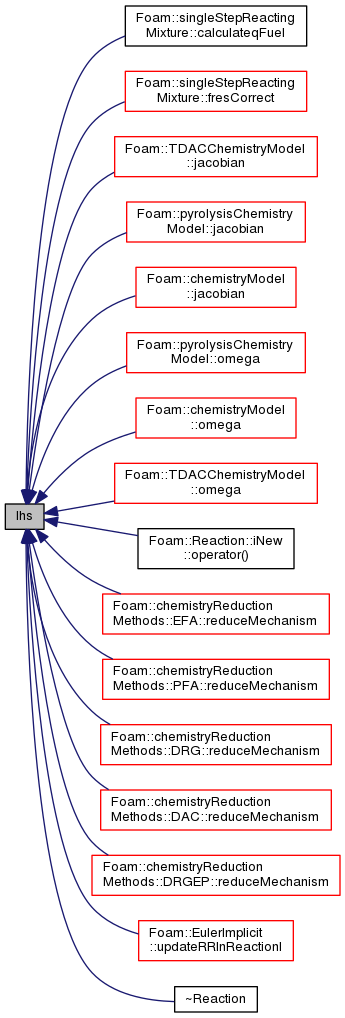 Foam::singleStepReacting
Mixture::calculateqFuel
Foam::singleStepReacting
Mixture::fresCorrect
Foam::TDACChemistryModel
::jacobian
Foam::pyrolysisChemistry
Model::jacobian
Foam::chemistryModel
::jacobian
Foam::pyrolysisChemistry
Model::omega
Foam::chemistryModel
::omega
Foam::TDACChemistryModel
::omega
lhs
Foam::Reaction::iNew
::operator()
Foam::chemistryReduction
Methods::EFA::reduceMechanism
Foam::chemistryReduction
Methods::PFA::reduceMechanism
Foam::chemistryReduction
Methods::DRG::reduceMechanism
Foam::chemistryReduction
Methods::DAC::reduceMechanism
Foam::chemistryReduction
Methods::DRGEP::reduceMechanism
Foam::EulerImplicit
::updateRRInReactionI
~Reaction